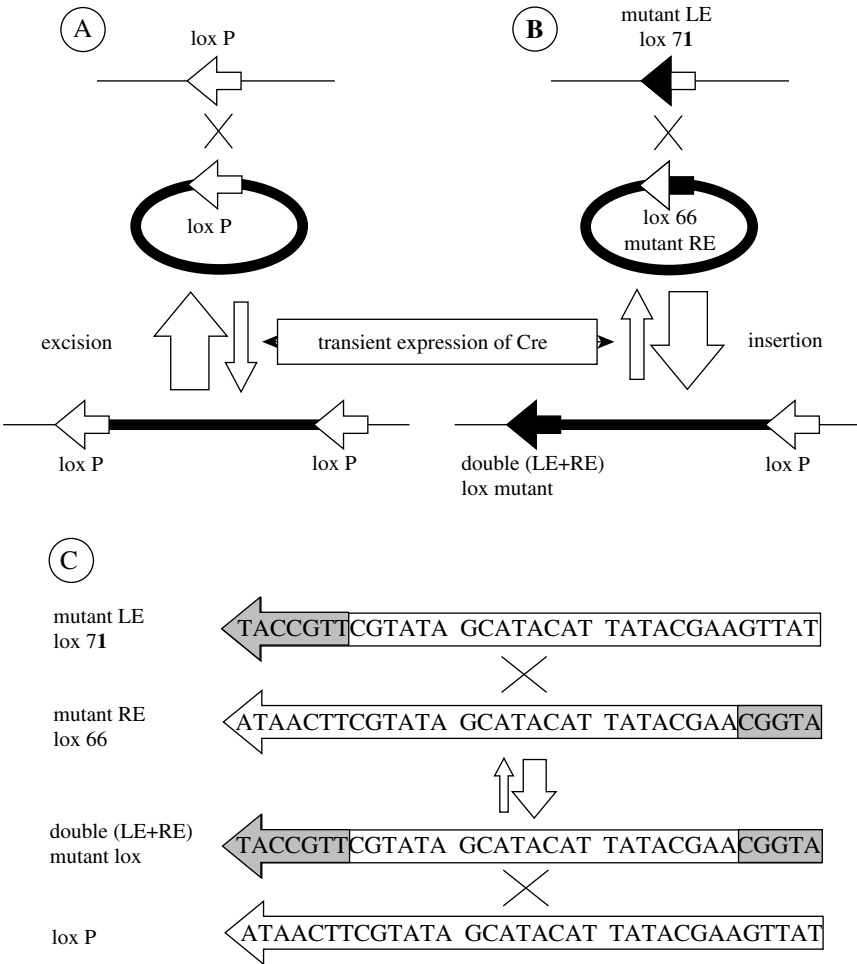 A
lox P
lox P
B
mutant LE
lox 71
lox 66
mutant RE
excision
transient expression of Cre
insertion
lox P
lox P
double (LE+RE)
lox mutant
lox P
C
mutant LE
lox 71
TACCGTTCGTATA GCATACAT TATACGAAGTTAT
mutant RE
lox 66
ATAACTTCGTATA GCATACAT TATACGAACGGTA
double (LE+RE)
mutant lox
TACCGTTCGTATA GCATACAT TATACGAACGGTA
lox P
ATAACTTCGTATA GCATACAT TATACGAAGTTAT